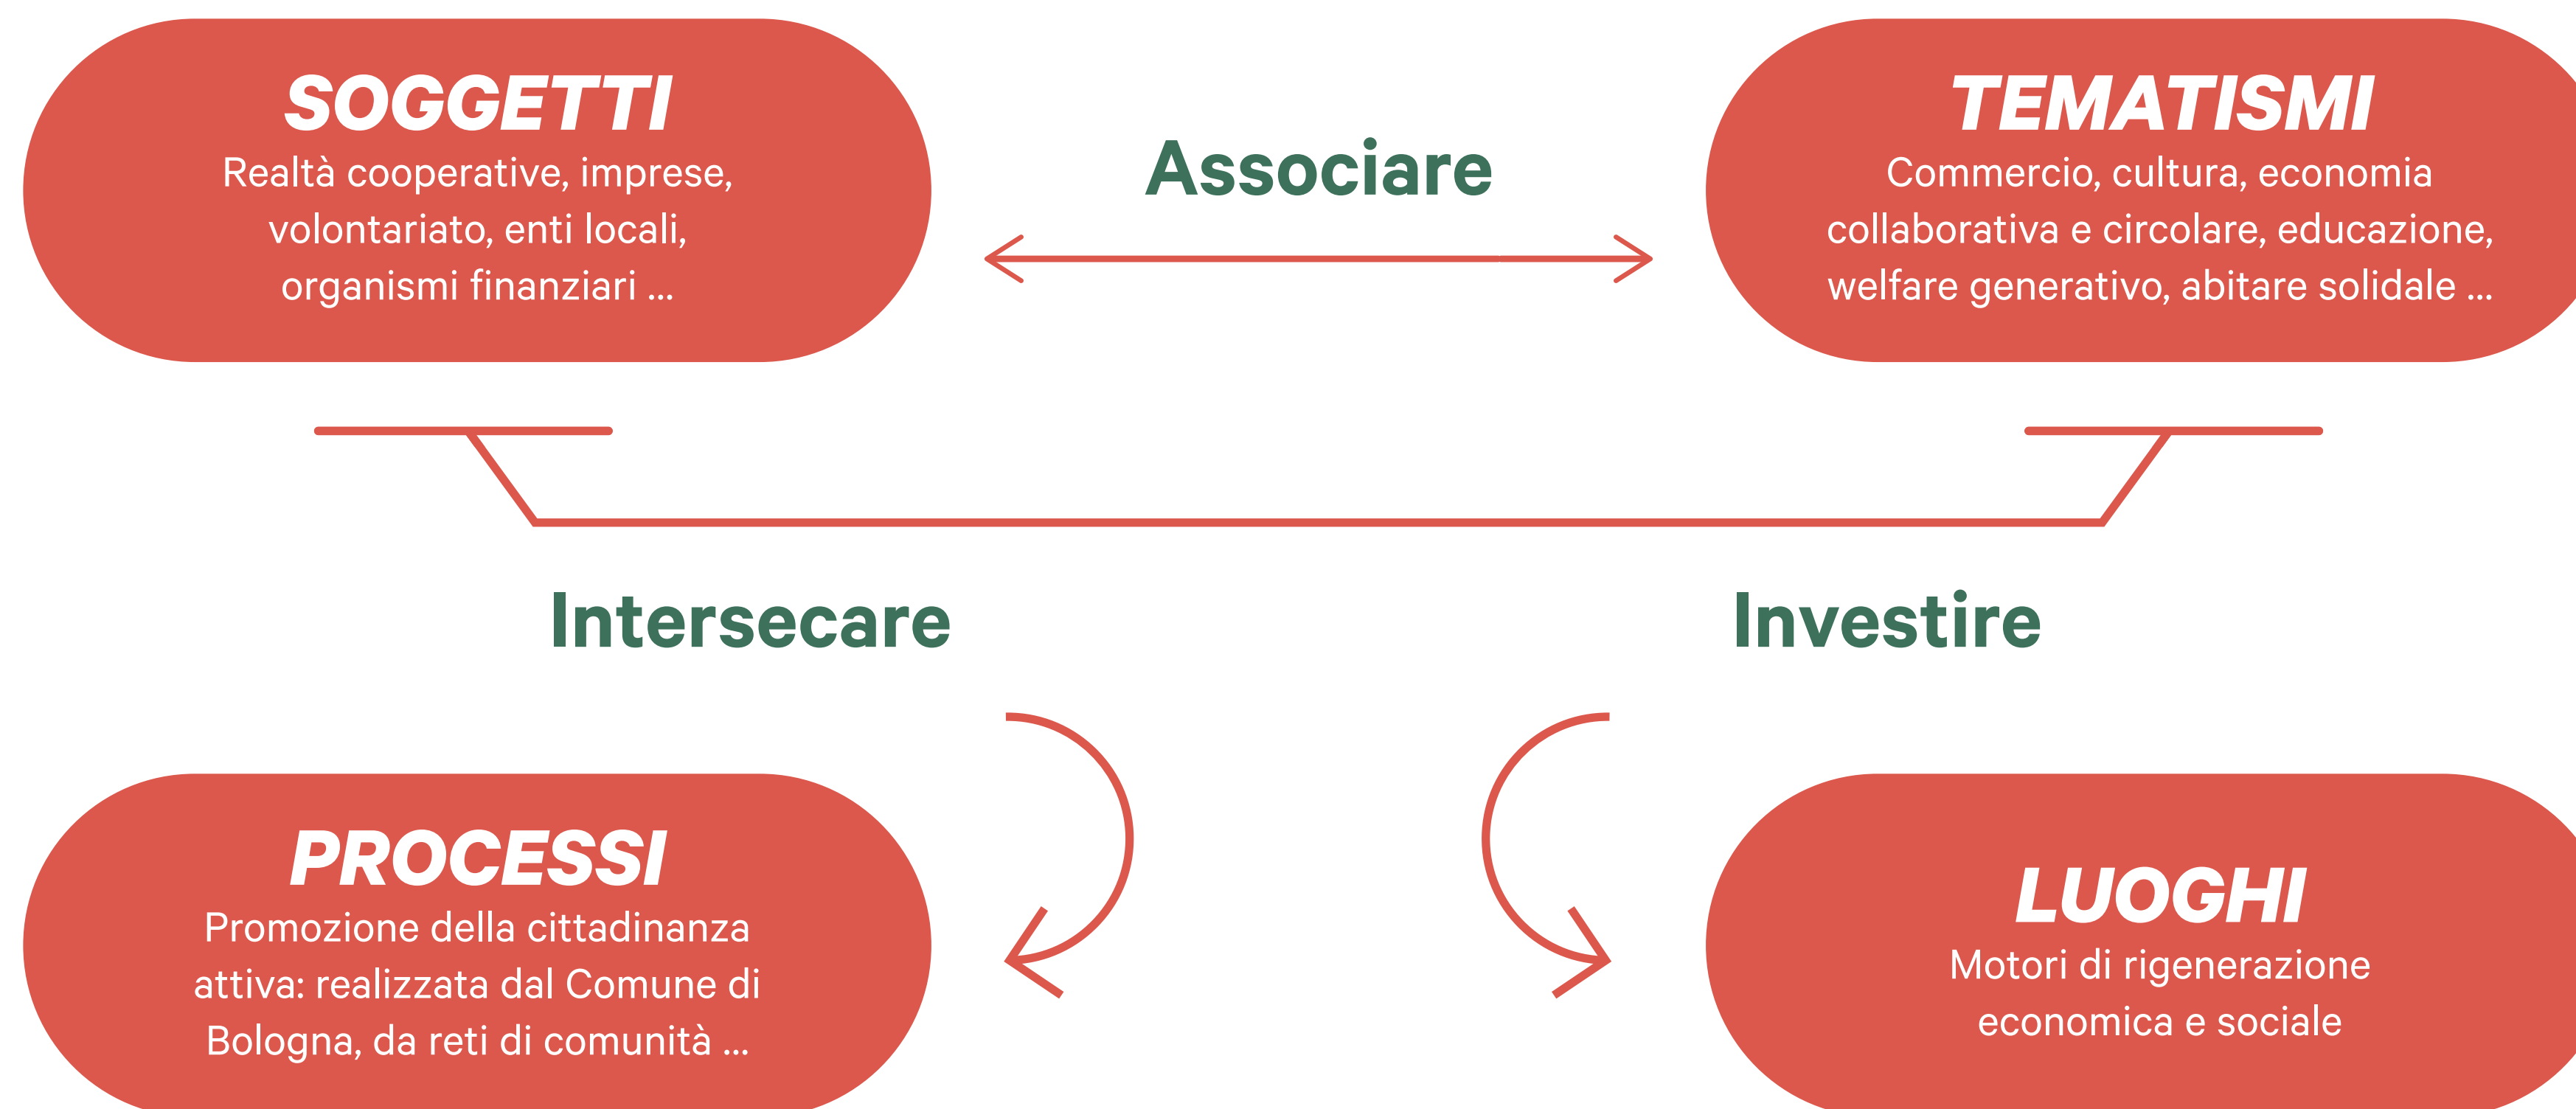 SOGGETTI
Realtà cooperative, imprese,
volontariato, enti locali,
organismi finanziari ...
Associare
TEMATISMI
Commercio, cultura, economia
collaborativa e circolare, educazione,
welfare generativo, abitare solidale ...
Intersecare
Investire
PROCESSI
Promozione della cittadinanza
attiva: realizzata dal Comune di
Bologna, da reti di comunità ...
LUOGHI
Motori di rigenerazione
economica e sociale